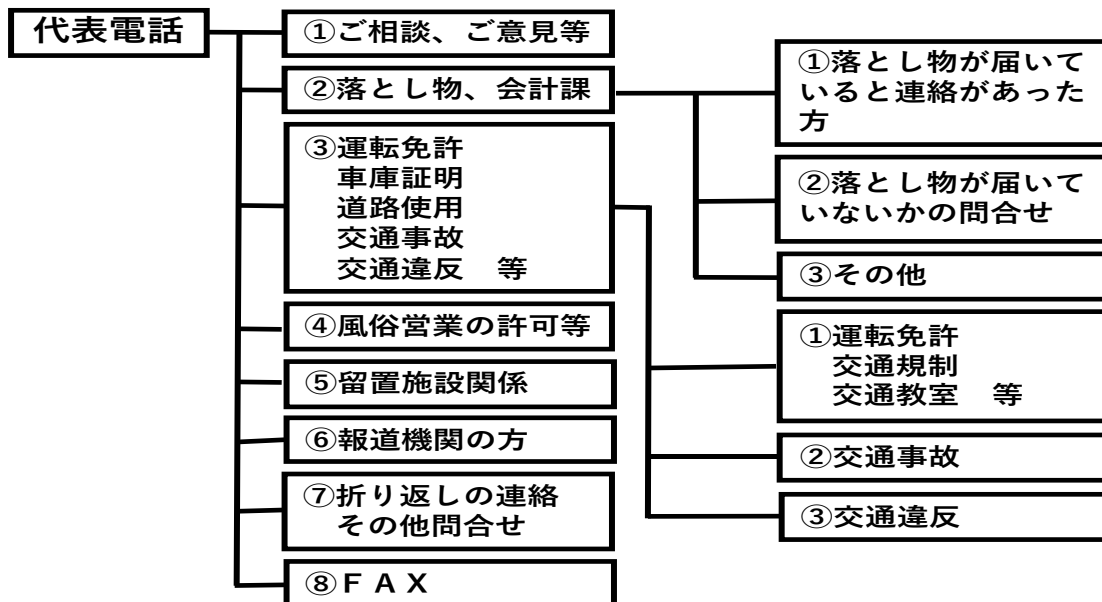 代表電話
①ご相談、ご意見等
②落とし物、会計課
③運転免許
車庫証明
道路使用
交通事故
交通違反　等
④風俗営業の許可等
⑤留置施設関係
⑥報道機関の方
⑦折り返しの連絡
その他問合せ
⑧ＦＡＸ
①落とし物が届いて
いると連絡があった
方
②落とし物が届いて
いないかの問合せ
③その他
①運転免許
交通規制
交通教室　等
②交通事故
③交通違反